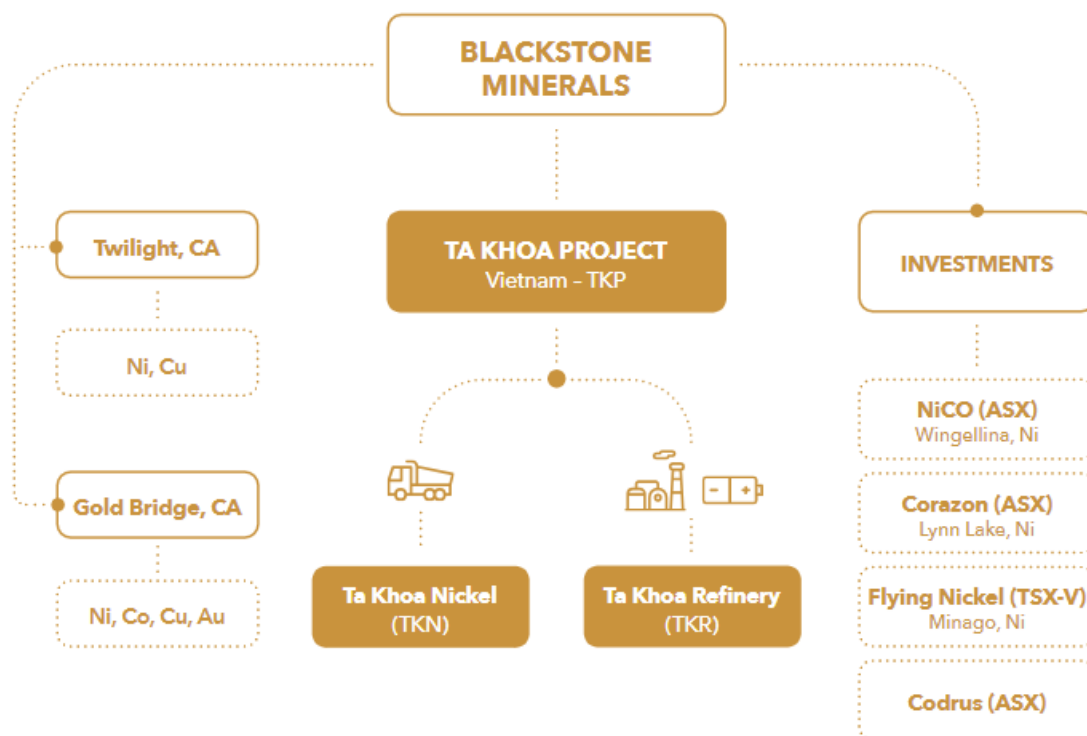 BLACKSTONE
MINERALS
Twilight, CA
Ni, Cu
Gold Bridge, CA
Ni, Co, Cu, Au
TA KHOA PROJECT
Vietnam – TKP
Ta Khoa Nickel
(TKN)
Ta Khoa Refinery
(TKR)
INVESTMENTS
NiCO (ASX)
Wingellina, Ni
Corazon (ASX)
Lynn Lake, Ni
Flying Nickel (TSX-V)
Minago, Ni
Codrus (ASX)